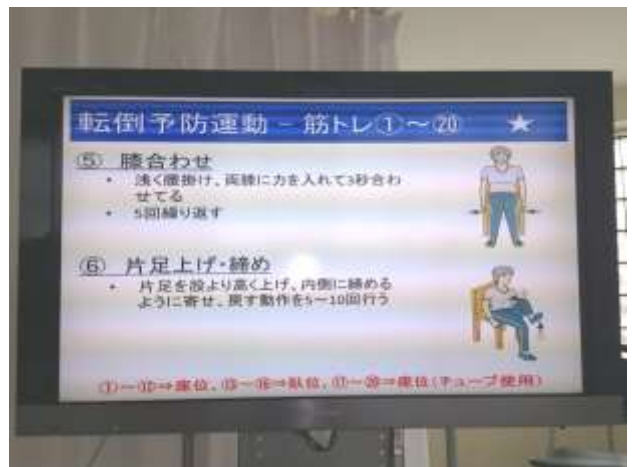 転倒予防運動 – 筋トレ①～⑳ ★
⑤ 膝合わせ
• 浅く腰掛け、両膝に力を入れて3秒合わ
せてる
• 5回繰り返す
⑥ 片足上げ・締め
• 片足を股より高く上げ、内側に締める
ように寄せ、戻す動作を5～10回行う
①～⑫⇒座位、⑬～⑯⇒臥位、⑰～⑳⇒座位(チューブ使用)